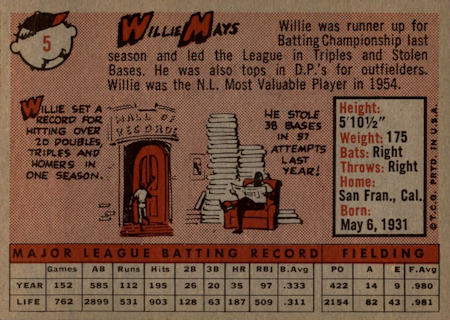 5
WILLIE MAYS
Willie was runner up for
Batting Championship last
season and led the League in Triples and Stolen
Bases. He was also tops in D.P.'s for outfielders.
Willie was the N.L. Most Valuable Player in 1954.
WILLIE SET A
RECORD FOR
HITTING OVER
20 DOUBLES,
TRIPLES AND
HOMERS IN
ONE SEASON.
HALL OF
RECORDS
HE STOLE
38 BASES
IN 57
ATTEMPTS
LAST YEAR!
Height:
5'10½"
Weight: 175
Bats: Right
Throws: Right
Home:
San Fran., Cal.
Born:
May 6, 1931
© T.C.G. PRTD. IN U.S.A.
MAJOR LEAGUE BATTING RECORD FIELDING
Games AB Runs Hits 2B 3B HR RBI B.Avg PO A E F.Avg
YEAR 152 585 112 195 26 20 35 97 .333 422 14 9 .980
LIFE 762 2899 531 903 128 63 187 509 .311 2154 82 43 .981